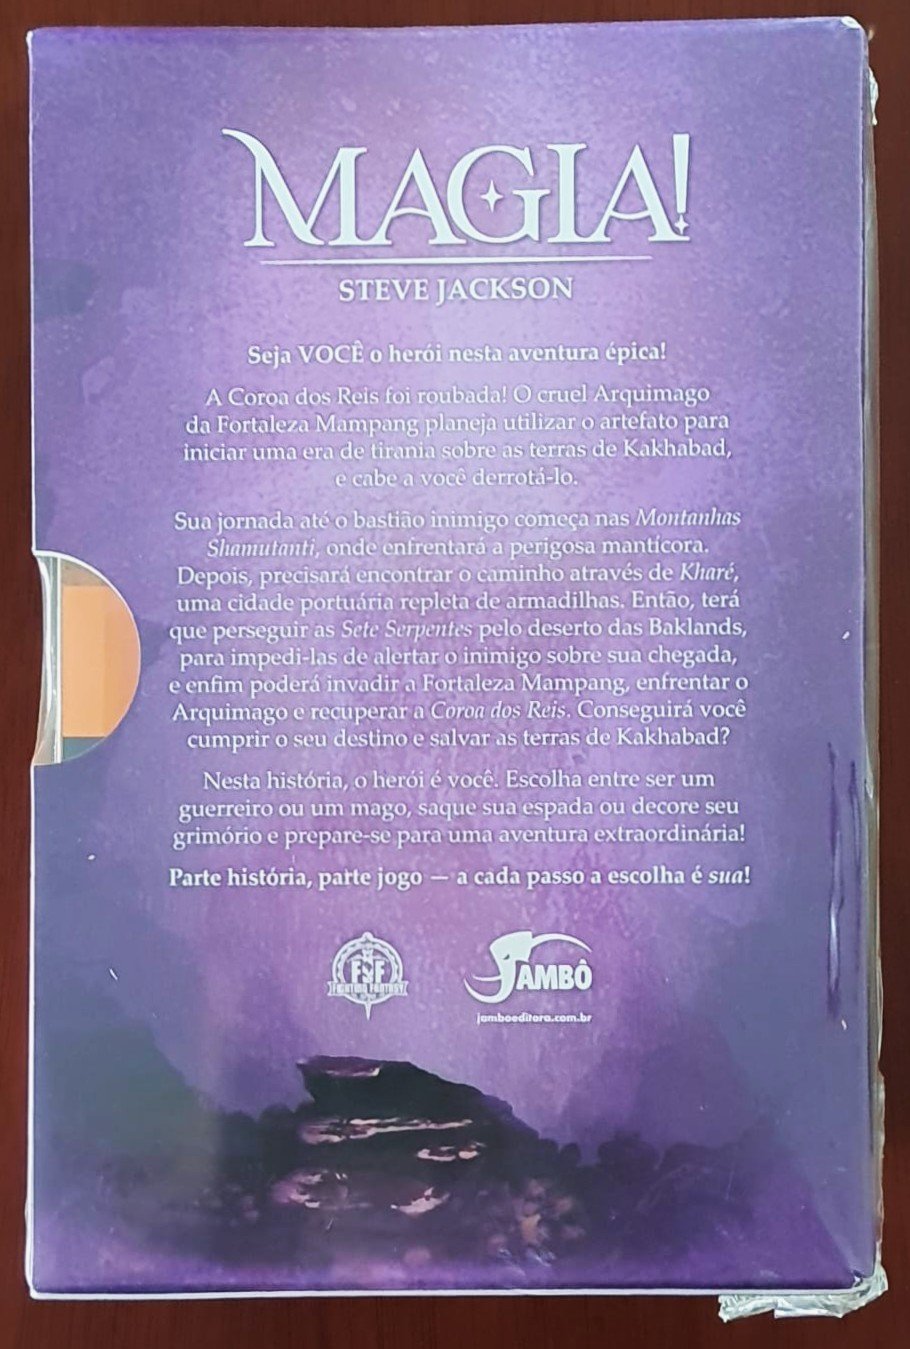 MAGIA!
STEVE JACKSON
Seja VOCÊ o herói nesta aventura épica!
A Coroa dos Reis foi roubada! O cruel Arquimago
da Fortaleza Mampang planeja utilizar o artefato para
iniciar uma era de tirania sobre as terras de Kakhabad,
e cabe a você derrotá-lo.
Sua jornada até o bastião inimigo começa nas Montanhas
Shamutanti, onde enfrentará a perigosa mantícora.
Depois, precisará encontrar o caminho através de Kharé,
uma cidade portuária repleta de armadilhas. Então, terá
que perseguir as Sete Serpentes pelo deserto das Baklands,
para impedi-las de alertar o inimigo sobre sua chegada,
e enfim poderá invadir a Fortaleza Mampang, enfrentar o
Arquimago e recuperar a Coroa dos Reis. Conseguirá você
cumprir o seu destino e salvar as terras de Kakhabad?
Nesta história, o herói é você. Escolha entre ser um
guerreiro ou um mago, saque sua espada ou decore seu
grimório e prepare-se para uma aventura extraordinária!
Parte história, parte jogo — a cada passo a escolha é sua!
FF
FIGHTING FANTASY
JAMBÔ
jamboeditora.com.br